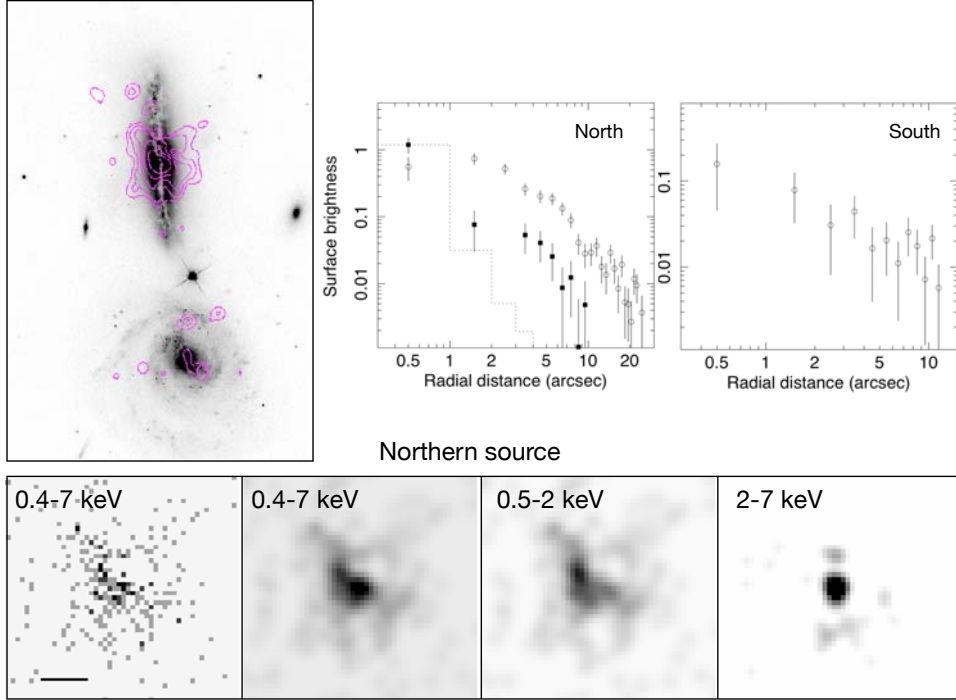 North
Surface brightness
1
0.1
0.01
0.5 1 2 5 10 20
Radial distance (arcsec)
South
0.1
0.01
0.5 1 5 10
Radial distance (arcsec)
Northern source
0.4-7 keV
0.4-7 keV
0.5-2 keV
2-7 keV